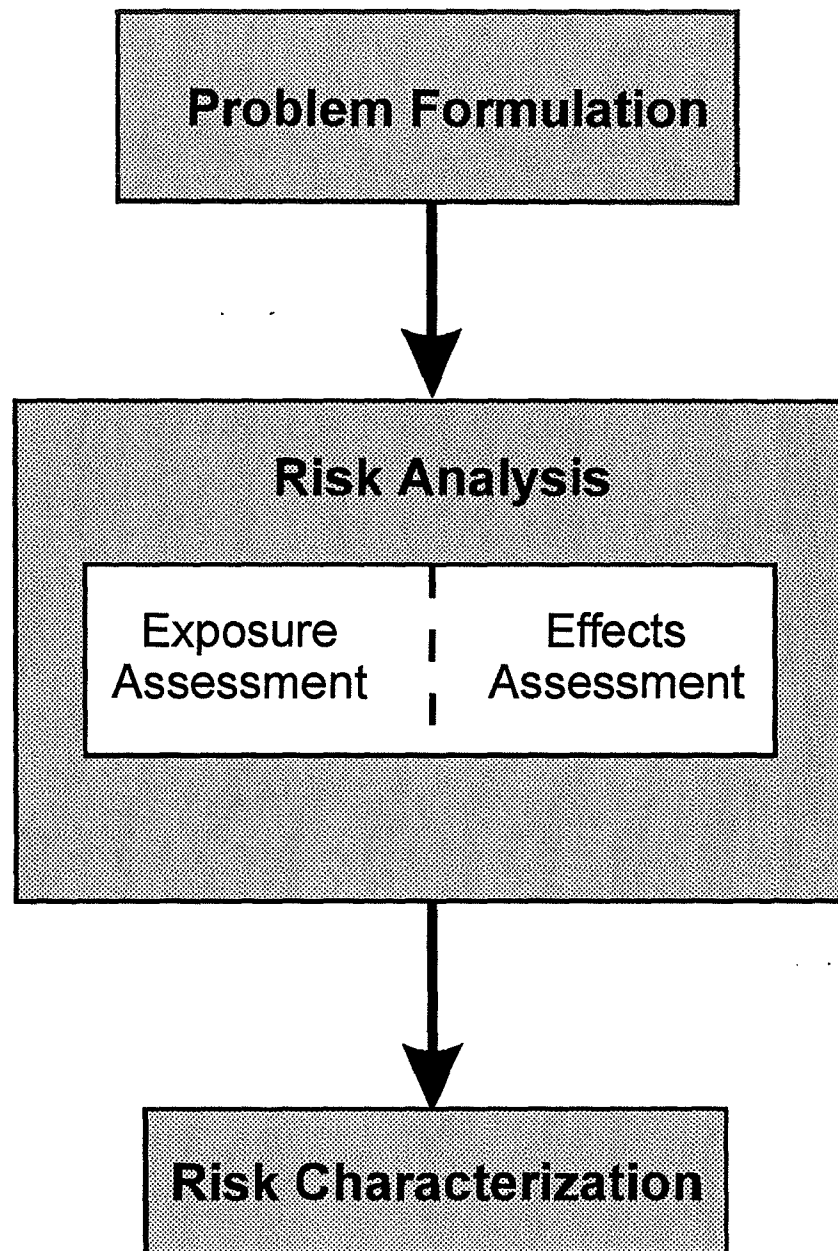 Problem Formulation
Risk Analysis
Exposure
Assessment
Effects
Assessment
Risk Characterization